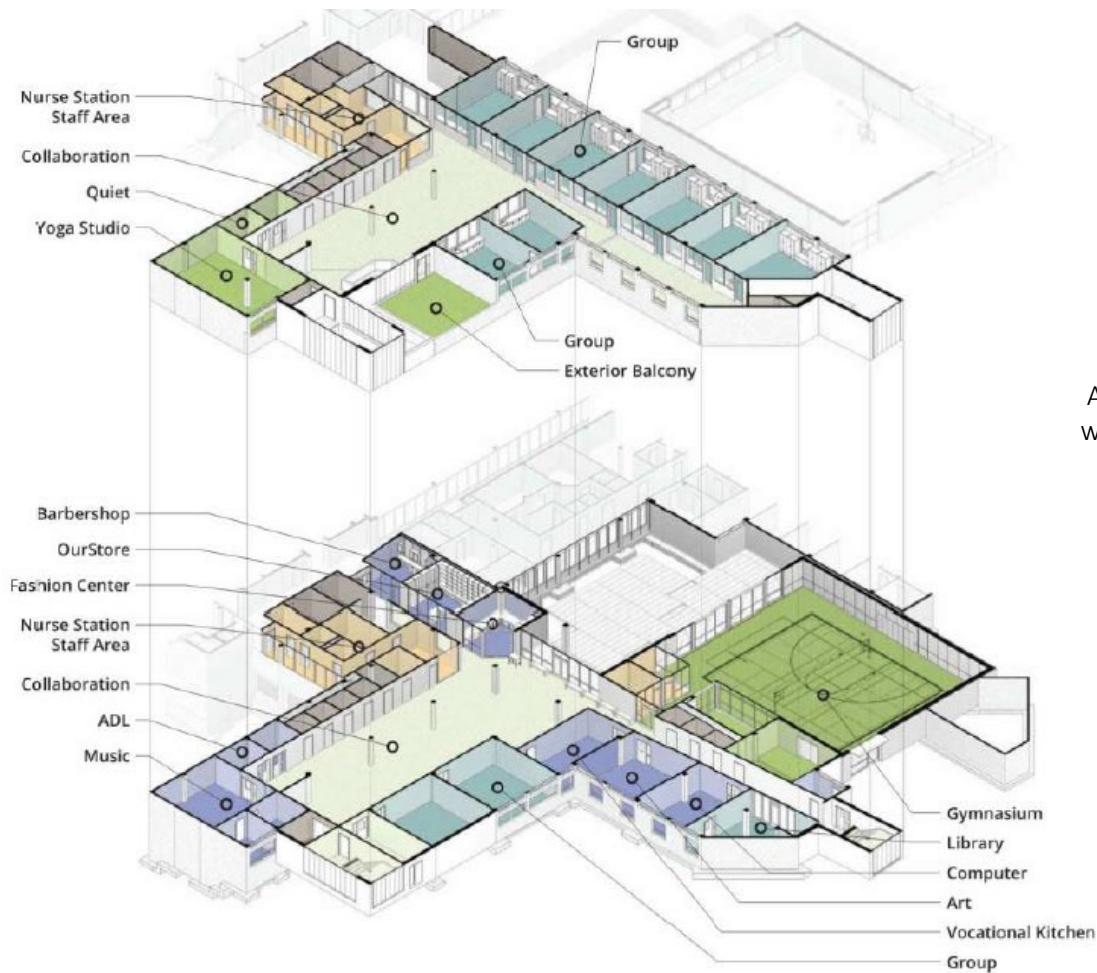 Group
Nurse Station
Staff Area
Collaboration
Quiet
Yoga Studio
Group
Exterior Balcony
A
w
Barbershop
OurStore
Fashion Center
Nurse Station
Staff Area
Collaboration
ADL
Music
Gymnasium
Library
Computer
Art
Vocational Kitchen
Group